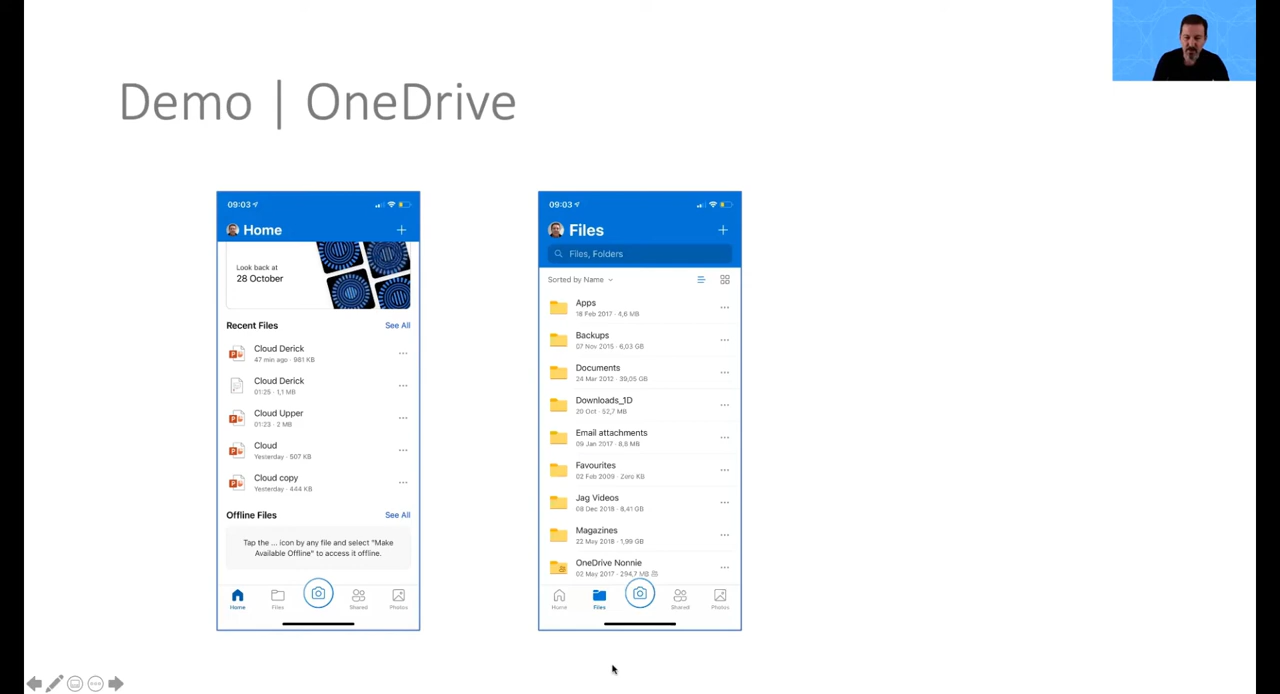 Demo | OneDrive
09:03
Home
+
Look back at
28 October
Recent Files See All
Cloud Derick
47 min ago · 981 KB
Cloud Derick
01:25 · 1,1 MB
Cloud Upper
01:23 · 2 MB
Cloud
Yesterday · 507 KB
Cloud copy
Yesterday · 444 KB
Offline Files See All
Tap the ... icon by any file and select "Make
Available Offline" to access it offline.
Home Files Shared Photos
09:03
Files
+
Files, Folders
Sorted by Name
Apps
18 Feb 2017 · 4,6 MB
Backups
07 Nov 2015 · 6,03 GB
Documents
24 Mar 2012 · 39,05 GB
Downloads_1D
20 Oct · 52,7 MB
Email attachments
09 Jan 2017 · 8,8 MB
Favourites
02 Feb 2009 · Zero KB
Jag Videos
08 Dec 2018 · 8,41 GB
Magazines
22 May 2018 · 1,99 GB
OneDrive Nonnie
02 May 2017 · 294,7 MB
Home Files Shared Photos